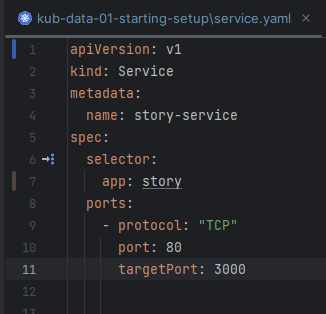 kub-data-01-starting-setup\service.yaml ×
1 apiVersion: v1
2 kind: Service
3 metadata:
4   name: story-service
5 spec:
6   selector:
7     app: story
8   ports:
9     - protocol: "TCP"
10       port: 80
11       targetPort: 3000
12
13